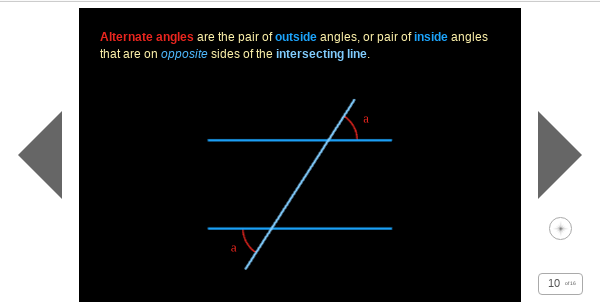 Alternate angles are the pair of outside angles, or pair of inside angles
that are on opposite sides of the intersecting line.
a
a
10 of 16